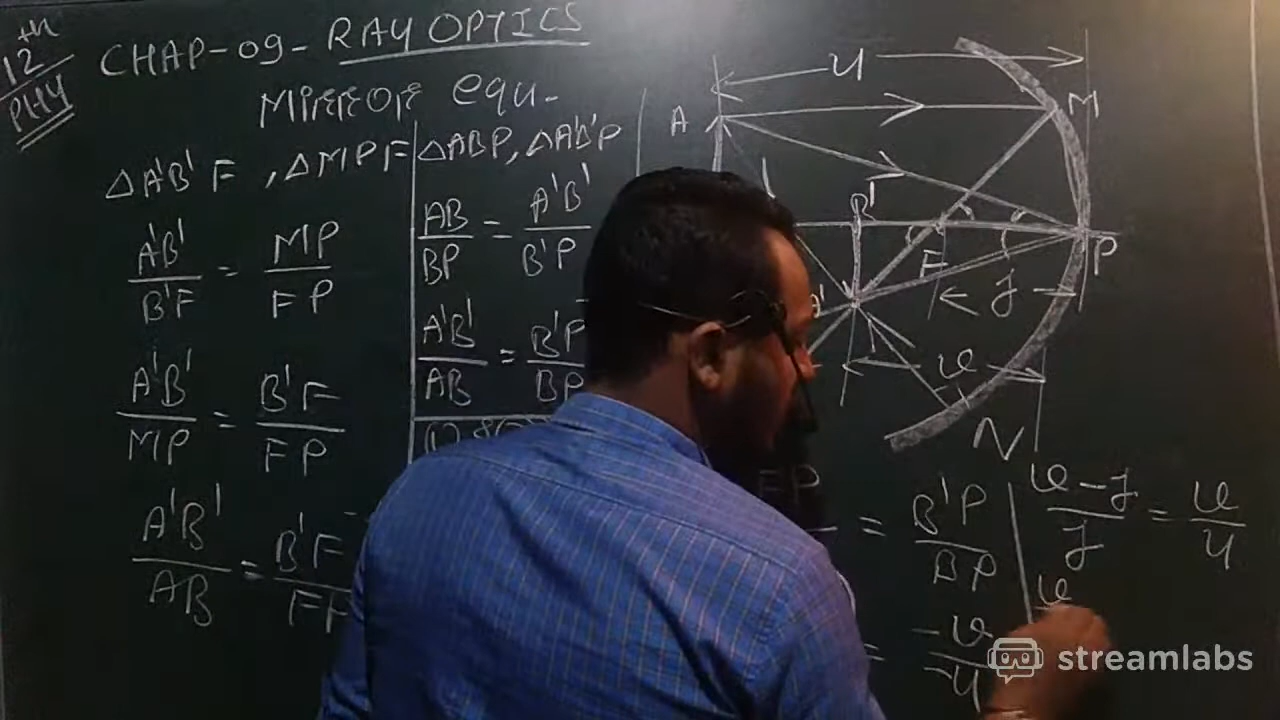 12th
PHY
CHAP-09- RAY OPTICS
Mirror equ.
ΔA'B'F , ΔMPF
A'B'/B'F = MP/FP
A'B'/MP = B'F/FP
A'B'/AB = B'F/FP
ΔABP, ΔA'B'P
AB/BP = A'B'/B'P
A'B'/AB = B'P/BP
u
A
M
B'
F
P
f
A'
v
N
FP = B'P/BP
= -v/-u
v-f/f = v/u
v
streamlabs